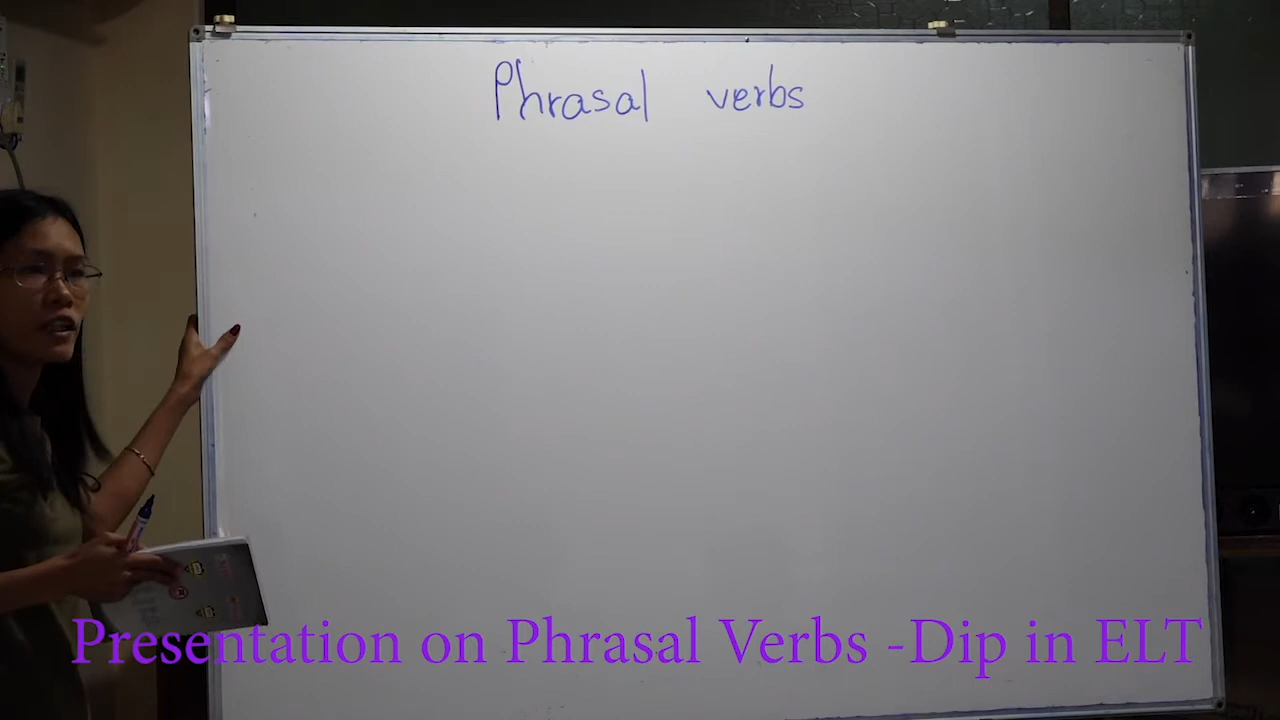 Phrasal verbs
Presentation on Phrasal Verbs -Dip in ELT